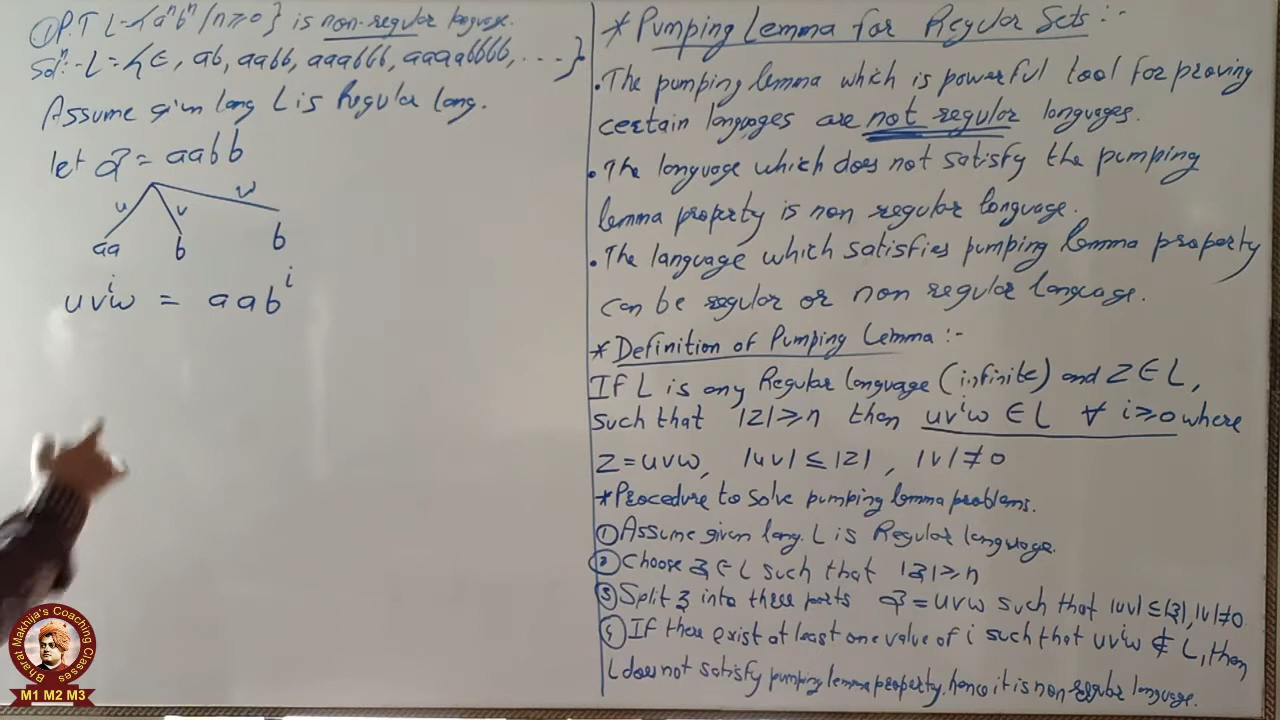 ① P.T L = {aⁿbⁿ / n≥0} is non-regular language.
Solⁿ:- L = {∈, ab, aabb, aaabbb, aaaabbbb, ....}
Assume given lang L is Regular lang.
let z = aabb
u v w
aa b b
uvⁱw = aabⁱ
* Pumping Lemma for Regular Sets:-
. The pumping lemma which is powerful tool for proving
certain languages are not regular languages.
. The language which does not satisfy the pumping
lemma property is non regular language.
. The language which satisfies pumping lemma property
can be regular or non regular language.
* Definition of Pumping Lemma:-
If L is any Regular language (infinite) and Z ∈ L,
such that |z| ≥ n then uvⁱw ∈ L ∀ i≥0 where
Z = uvw, |uv| ≤ |z|, |v| ≠ 0
* Procedure to solve pumping lemma problems.
① Assume given lang. L is Regular language.
② Choose z ∈ L such that |z| ≥ n
③ Split z into these parts z = uvw such that |uv| ≤ |z|, |v| ≠ 0
④ If there exist at least one value of i such that uvⁱw ∉ L, then
L does not satisfy pumping lemma property, hence it is non regular language.
Bharat Makhija's Coaching Classes
M1 M2 M3